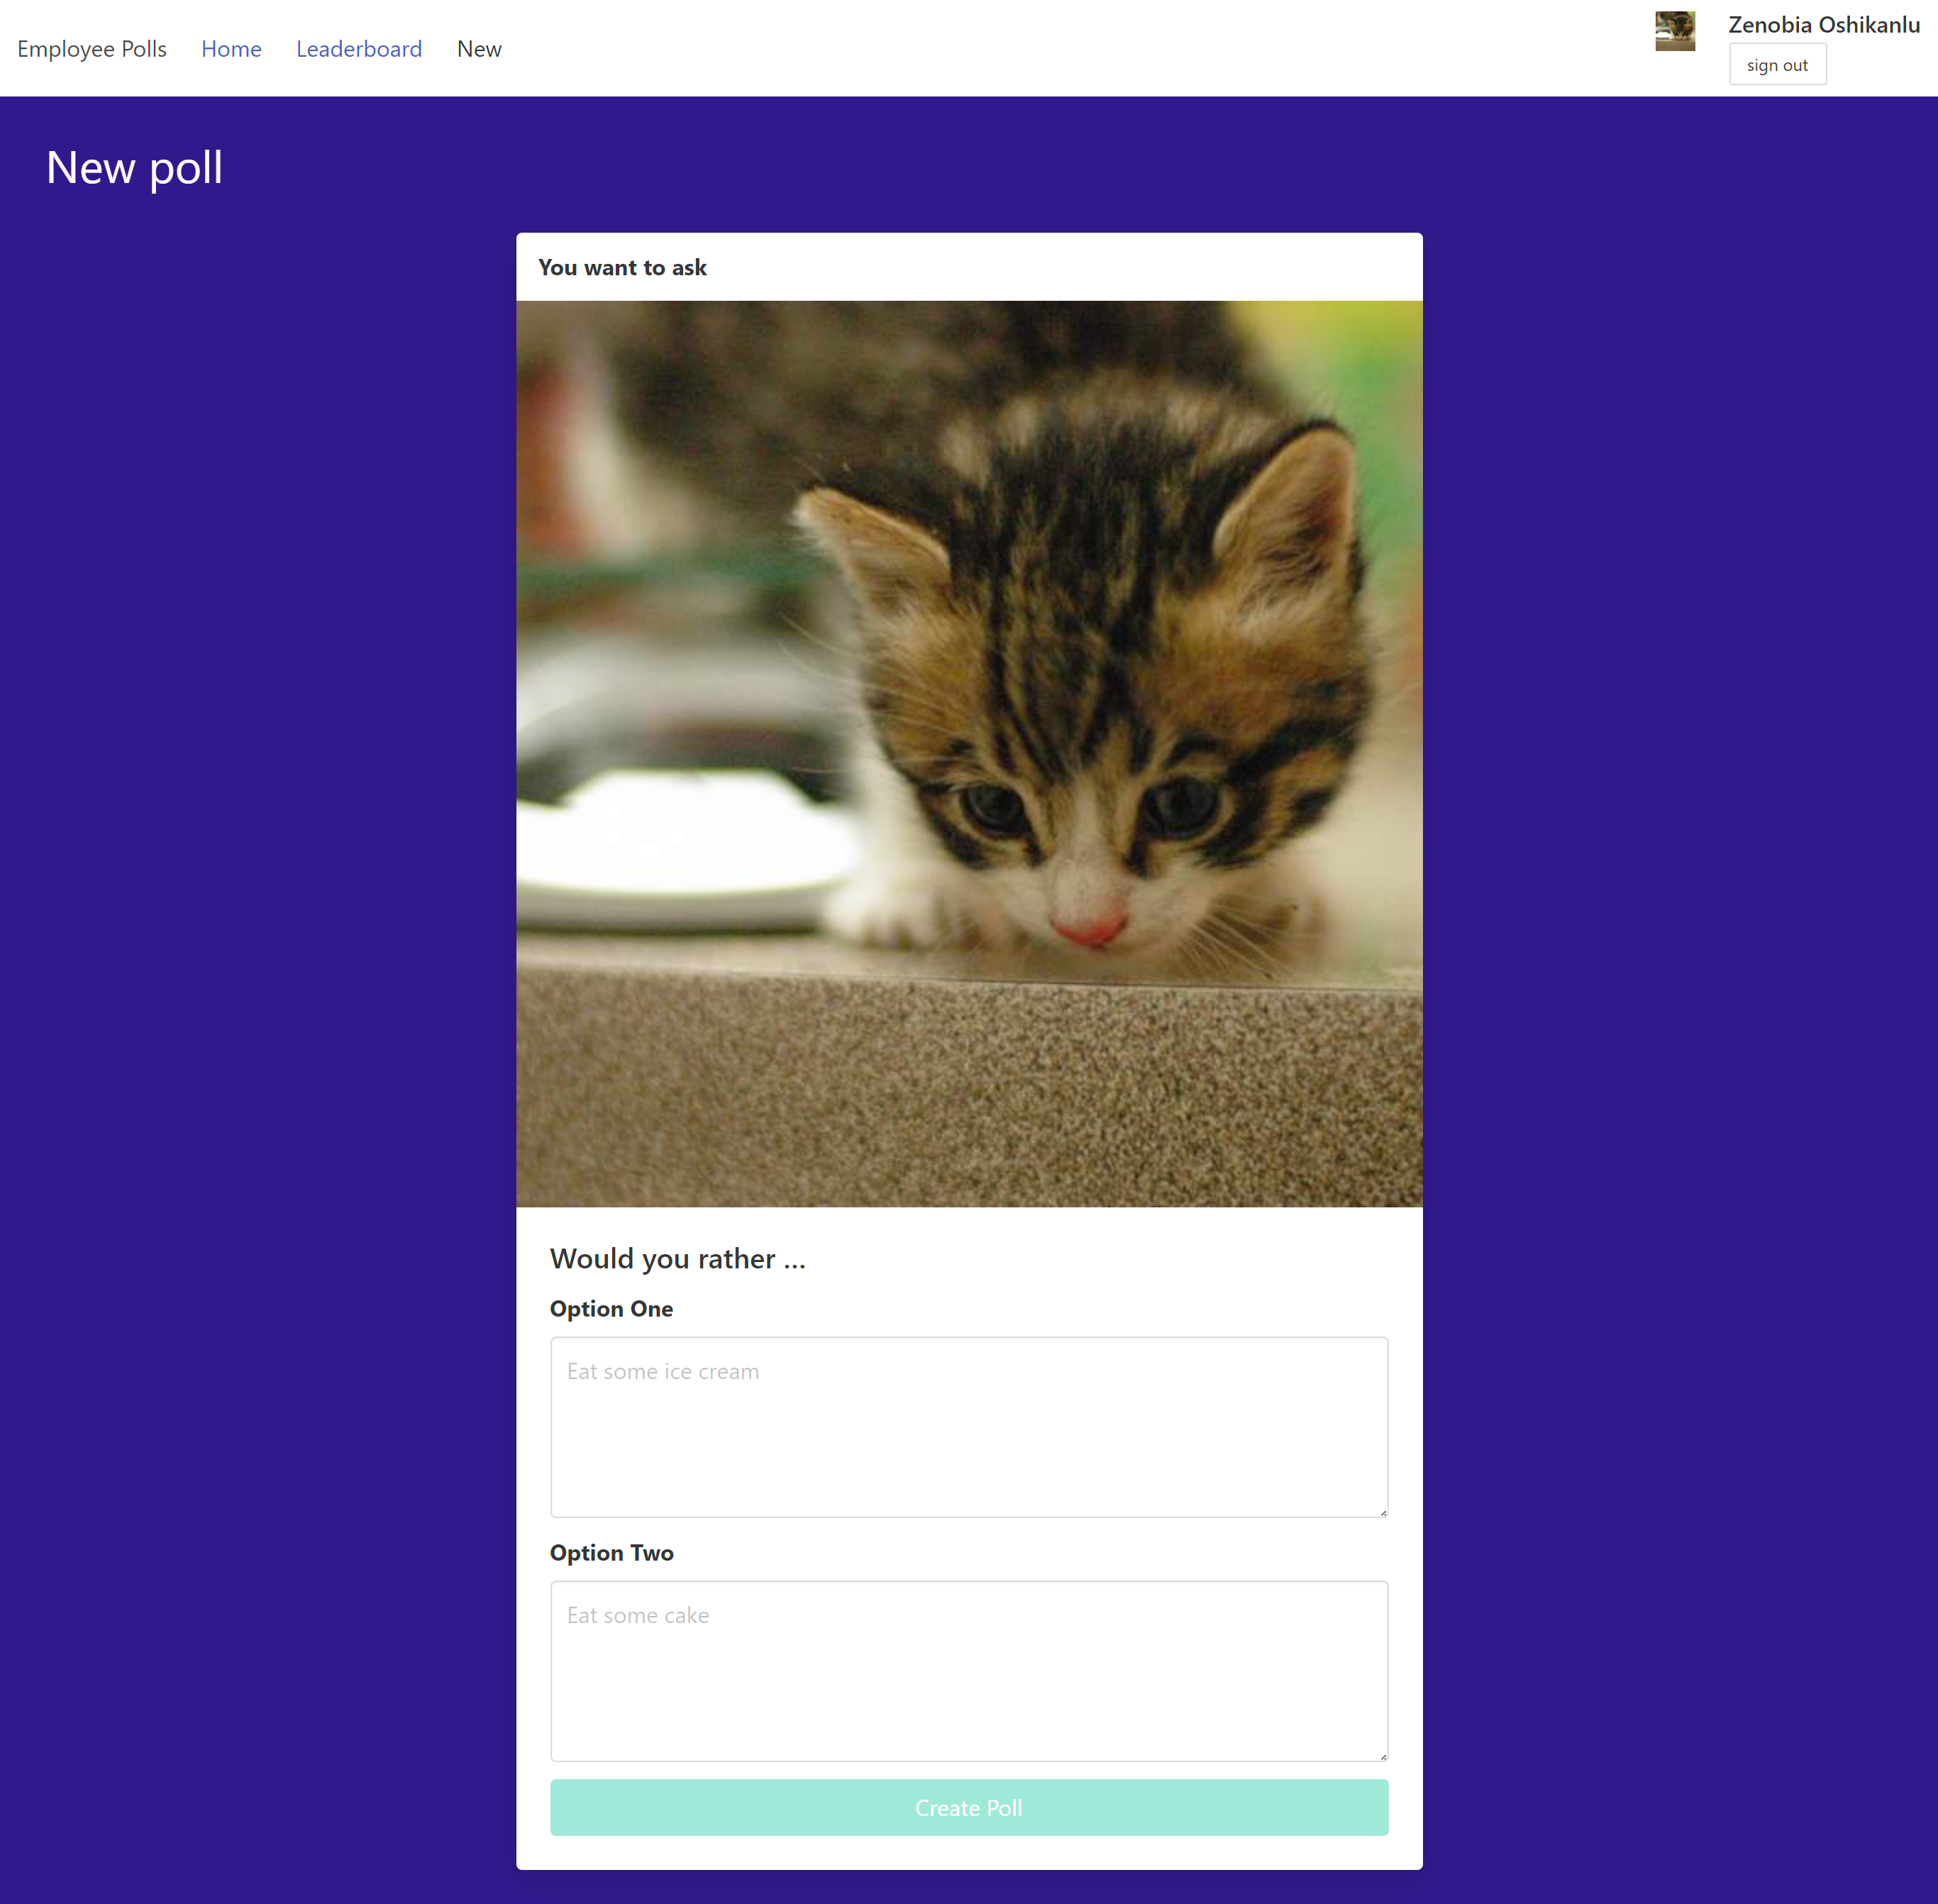 Employee Polls Home Leaderboard New
Zenobia Oshikanlu
sign out
New poll
You want to ask
Would you rather ...
Option One
Eat some ice cream
Option Two
Eat some cake
Create Poll